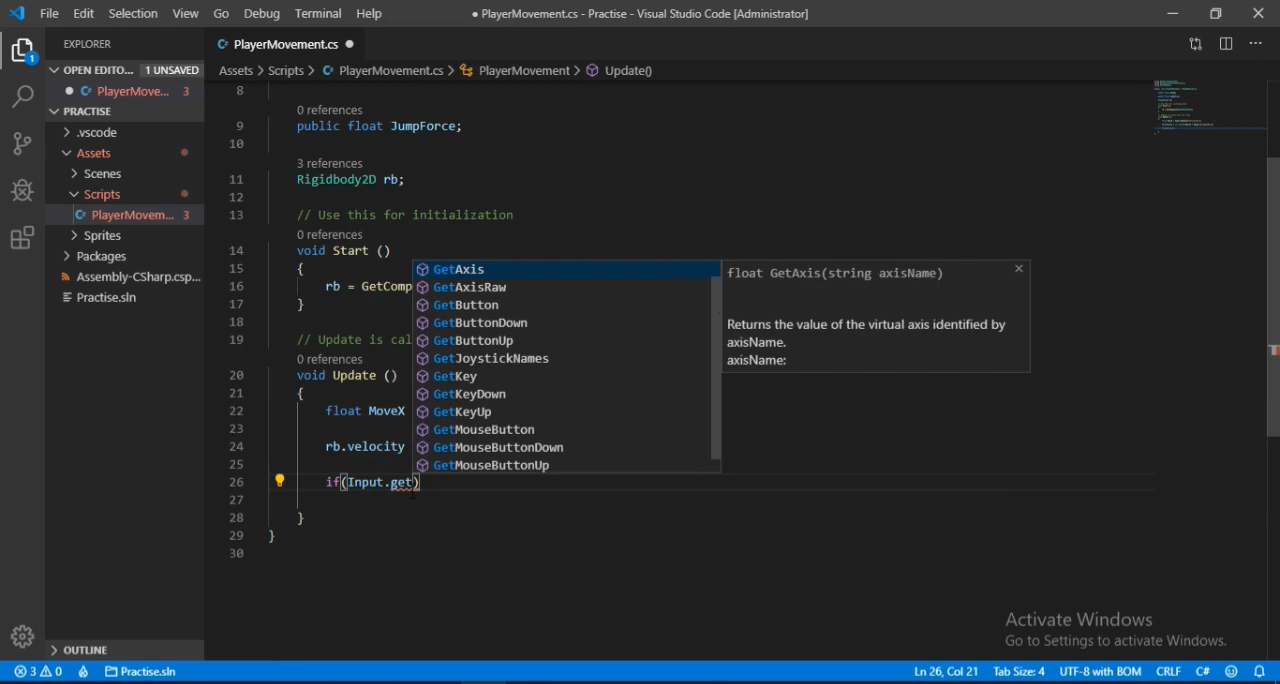 File Edit Selection View Go Debug Terminal Help
● PlayerMovement.cs - Practise - Visual Studio Code [Administrator]
EXPLORER
PlayerMovement.cs
OPEN EDITO... 1 UNSAVED
Assets > Scripts > PlayerMovement.cs > PlayerMovement > Update()
PlayerMove... 3
PRACTISE
.vscode
Assets
Scenes
Scripts
PlayerMovem... 3
Sprites
Packages
Assembly-CSharp.csp...
Practise.sln
OUTLINE
8
0 references
9 public float JumpForce;
10
3 references
11 Rigidbody2D rb;
12
13 // Use this for initialization
0 references
14 void Start ()
15 {
16 rb = GetComp
17 }
18
19 // Update is cal
0 references
20 void Update ()
21 {
22 float MoveX
23
24 rb.velocity
25
26 if(Input.get)
27
28 }
29 }
30
GetAxis
GetAxisRaw
GetButton
GetButtonDown
GetButtonUp
GetJoystickNames
GetKey
GetKeyDown
GetKeyUp
GetMouseButton
GetMouseButtonDown
GetMouseButtonUp
float GetAxis(string axisName)
Returns the value of the virtual axis identified by
axisName.
axisName:
Activate Windows
Go to Settings to activate Windows.
1
3 0 Practise.sln
Ln 26, Col 21 Tab Size: 4 UTF-8 with BOM CRLF C#